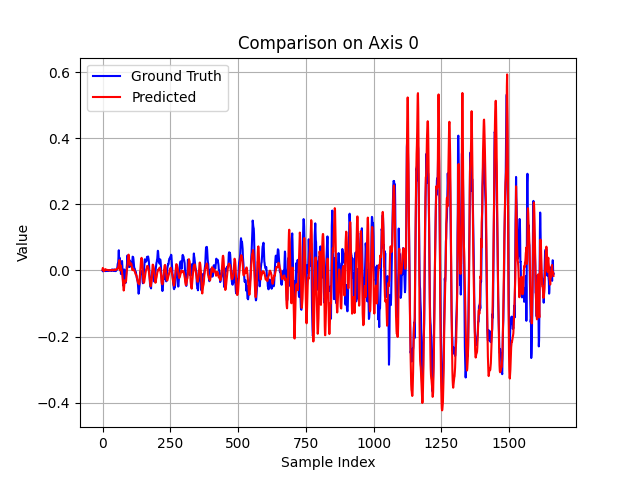 Comparison on Axis 0
Ground Truth
Predicted
Value
0.6
0.4
0.2
0.0
−0.2
−0.4
0 250 500 750 1000 1250 1500
Sample Index